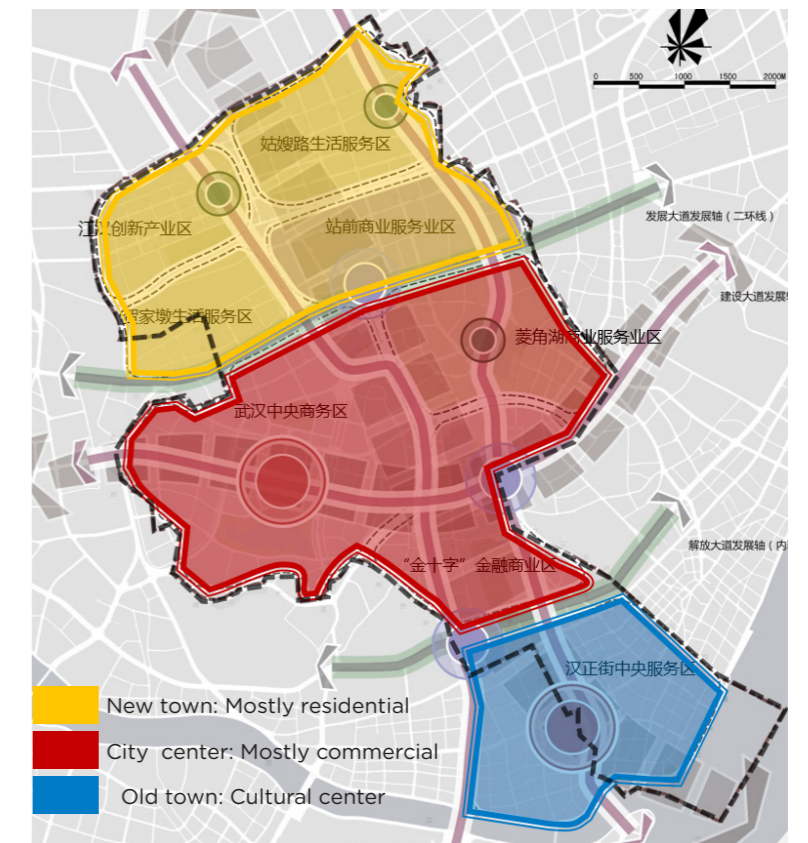 0 500 1000 1500 2000M
姑嫂路生活服务区
发展大道发展轴（二环线）
江汉创新产业区
站前商业服务业区
建设大道发展
贺家墩生活服务区
菱角湖商业服务业区
武汉中央商务区
解放大道发展轴（内
“金十字”金融商业区
汉正街中央服务区
New town: Mostly residential
City center: Mostly commercial
Old town: Cultural center